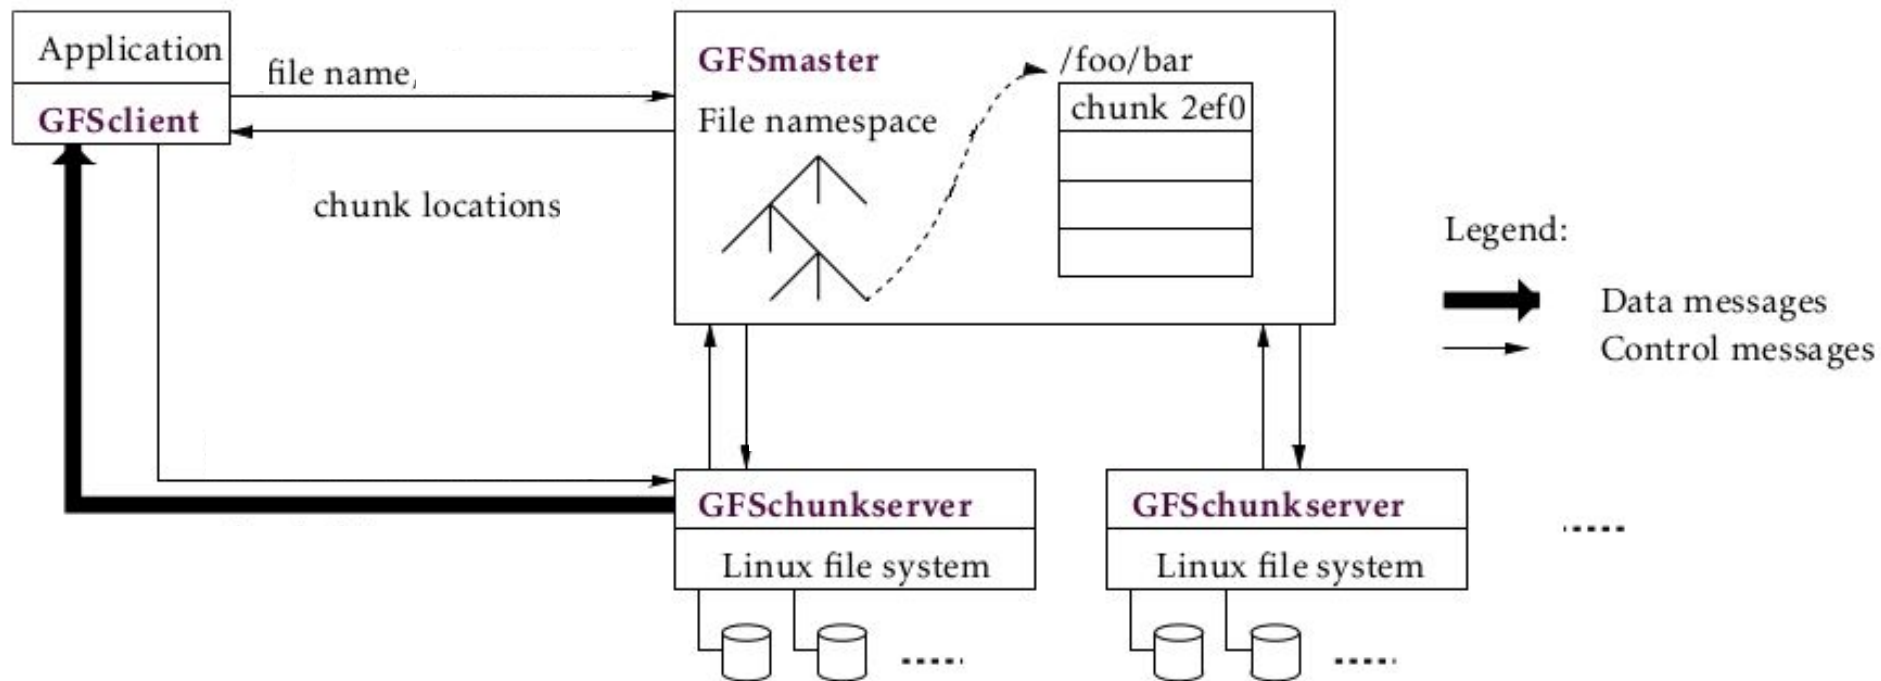 Application
GFSclient
file name,
chunk locations
GFSmaster
File namespace
/foo/bar
chunk 2ef0
Legend:
Data messages
Control messages
GFSchunkserver
Linux file system
GFSchunkserver
Linux file system